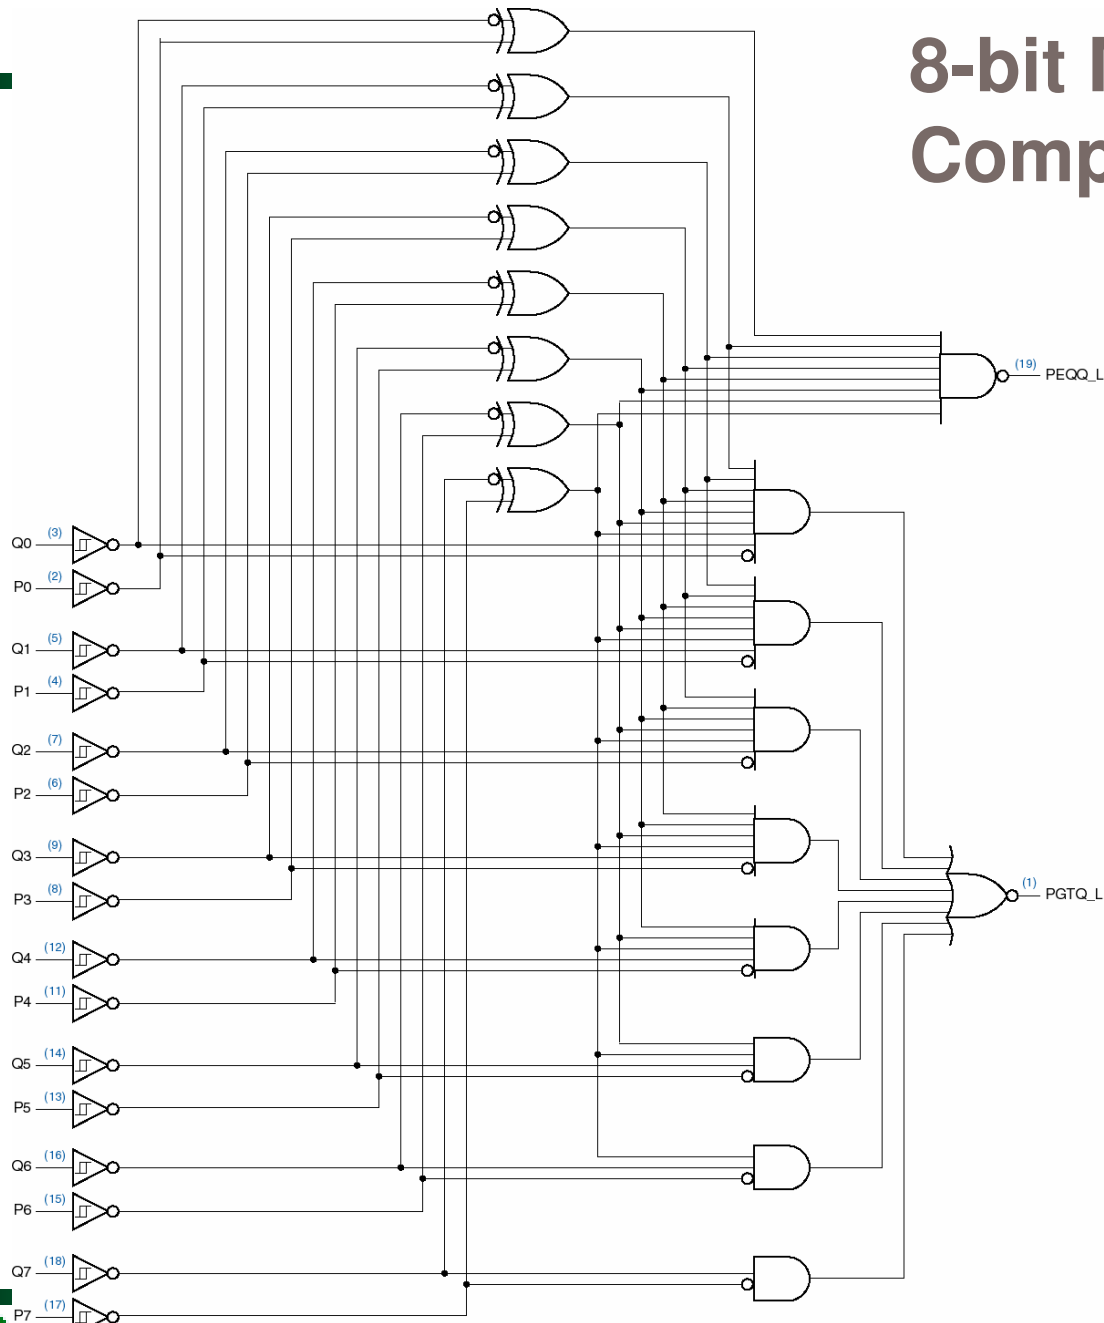 8-bit
Comp
(19)
PEQQ_L
Q0 (3)
P0 (2)
Q1 (5)
P1 (4)
Q2 (7)
P2 (6)
Q3 (9)
P3 (8)
(1)
PGTQ_L
Q4 (12)
P4 (11)
Q5 (14)
P5 (13)
Q6 (16)
P6 (15)
Q7 (18)
P7 (17)